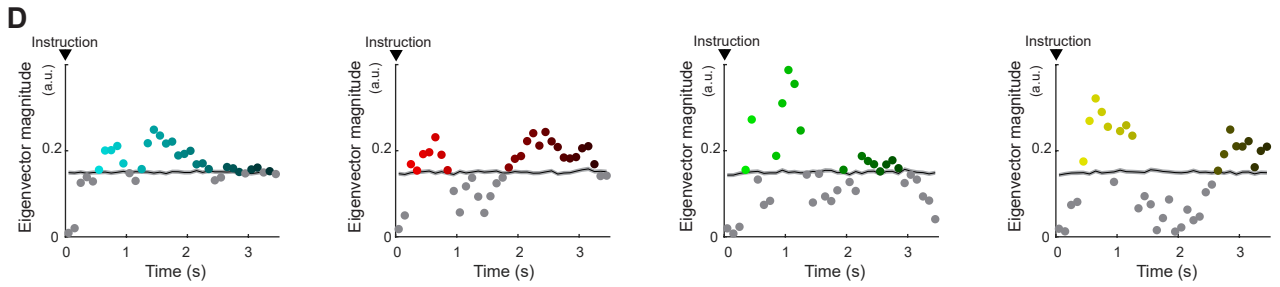 D
Instruction
Eigenvector magnitude
(a.u.)
0.2
0
0
1
2
3
Time (s)
Instruction
Eigenvector magnitude
(a.u.)
0.2
0
0
1
2
3
Time (s)
Instruction
Eigenvector magnitude
(a.u.)
0.2
0
0
1
2
3
Time (s)
Instruction
Eigenvector magnitude
(a.u.)
0.2
0
0
1
2
3
Time (s)